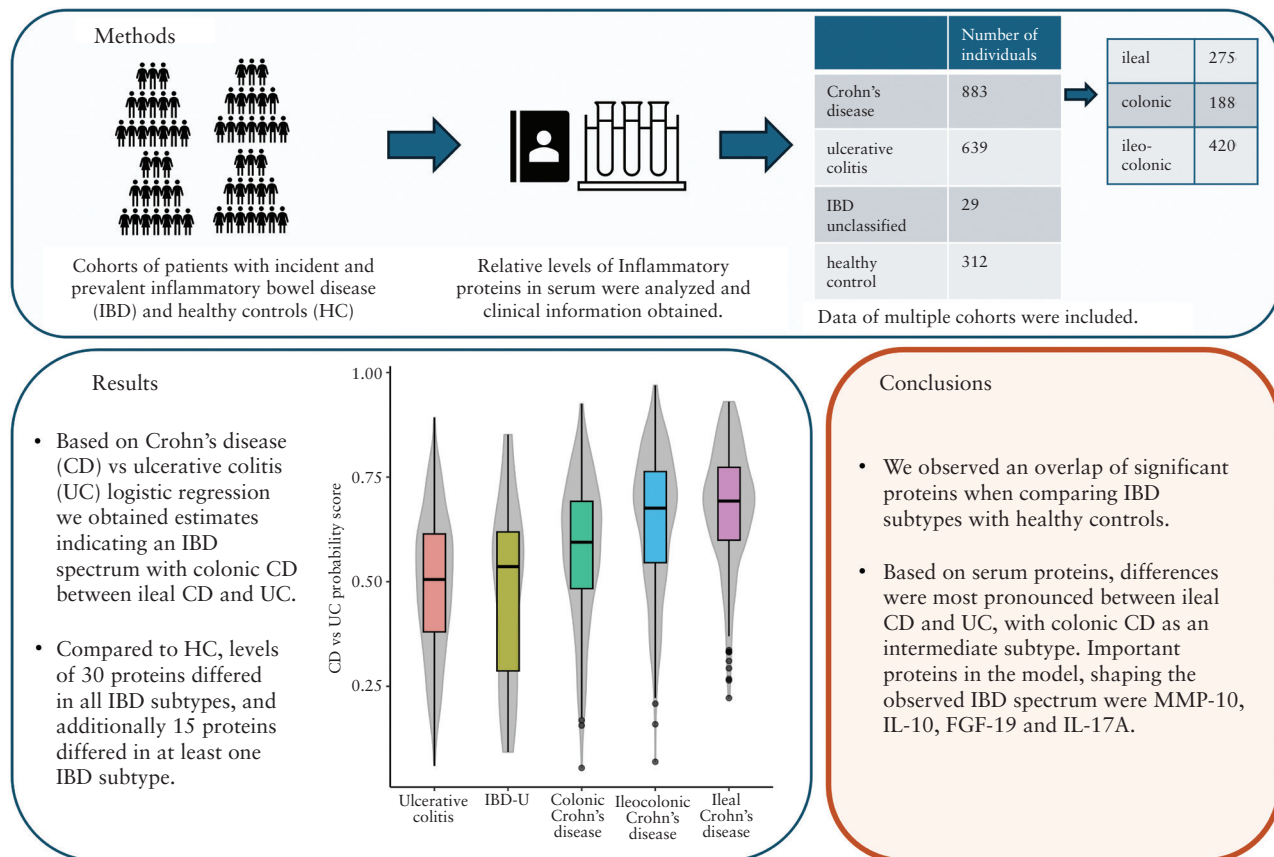 Methods
Cohorts of patients with incident and
prevalent inflammatory bowel disease
(IBD) and healthy controls (HC)
Relative levels of Inflammatory
proteins in serum were analyzed and
clinical information obtained.
Number of
individuals
Crohn's
disease
883
ulcerative
colitis
639
IBD
unclassified
29
healthy
control
312
Data of multiple cohorts were included.
ileal
275
colonic
188
ileo-
colonic
420
Results
• Based on Crohn's disease
(CD) vs ulcerative colitis
(UC) logistic regression
we obtained estimates
indicating an IBD
spectrum with colonic CD
between ileal CD and UC.
• Compared to HC, levels
of 30 proteins differed
in all IBD subtypes, and
additionally 15 proteins
differed in at least one
IBD subtype.
CD vs UC probability score
1.00
0.75
0.50
0.25
Ulcerative
colitis
IBD-U
Colonic
Crohn's
disease
Ileocolonic
Crohn's
disease
Ileal
Crohn's
disease
Conclusions
• We observed an overlap of significant
proteins when comparing IBD
subtypes with healthy controls.
• Based on serum proteins, differences
were most pronounced between ileal
CD and UC, with colonic CD as an
intermediate subtype. Important
proteins in the model, shaping the
observed IBD spectrum were MMP-10,
IL-10, FGF-19 and IL-17A.